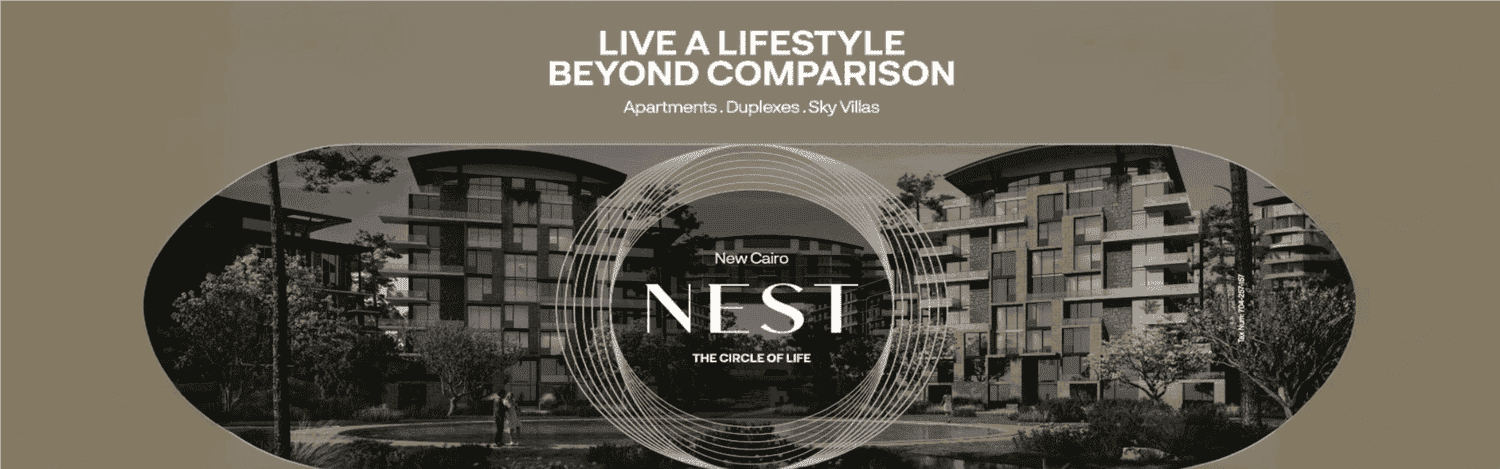 LIVE A LIFESTYLE
BEYOND COMPARISON
Apartments . Duplexes . Sky Villas
New Cairo
NEST
THE CIRCLE OF LIFE
Tax Num 704-257-157